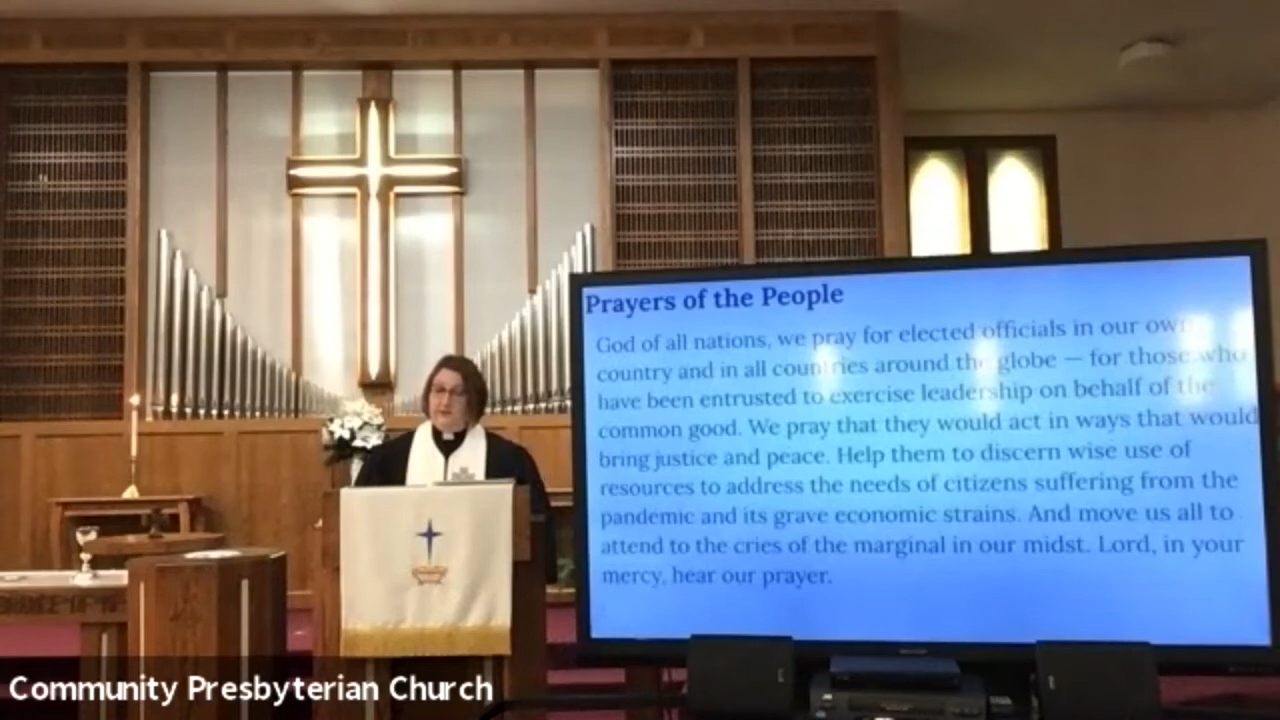 Prayers of the People
God of all nations, we pray for elected officials in our own
country and in all countries around the globe — for those who
have been entrusted to exercise leadership on behalf of the
common good. We pray that they would act in ways that would
bring justice and peace. Help them to discern wise use of
resources to address the needs of citizens suffering from the
pandemic and its grave economic strains. And move us all to
attend to the cries of the marginal in our midst. Lord, in your
mercy, hear our prayer.
Community Presbyterian Church